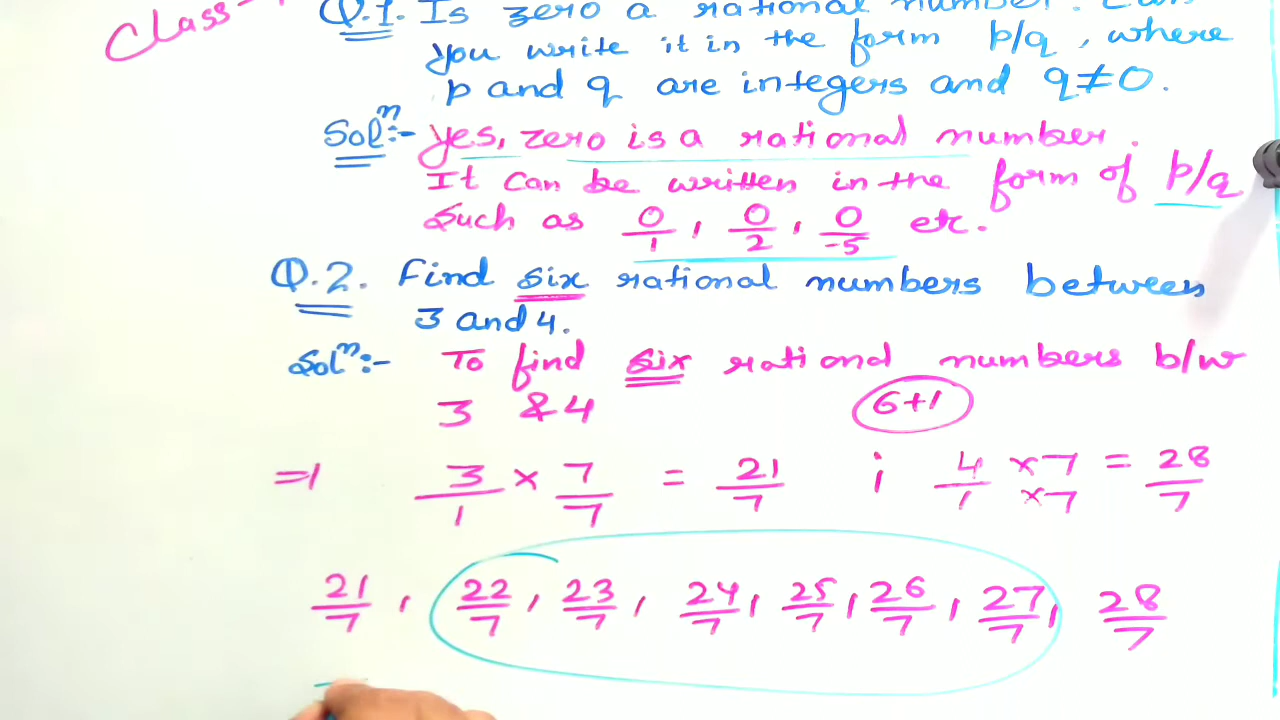 Class-
Q.1. Is zero a rational number.
you write it in the form p/q, where
p and q are integers and q≠0.
Solⁿ:- Yes, zero is a rational number.
It can be written in the form of p/q
Such as 0/1, 0/2, 0/-5 etc.
Q.2. Find six rational numbers between
3 and 4.
Solⁿ:- To find six rational numbers b/w
3 & 4 6+1
⇒ 3/1 × 7/7 = 21/7 ; 4/1 ×7/×7 = 28/7
21/7, 22/7, 23/7, 24/7, 25/7, 26/7, 27/7, 28/7